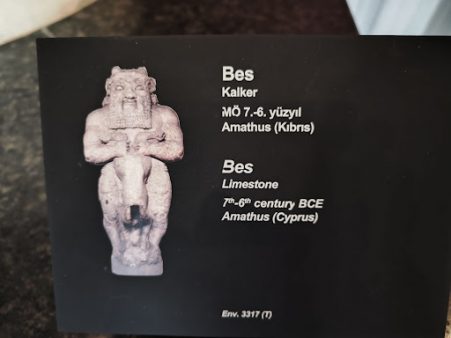 Bes
Kalker
MÖ 7.-6. yüzyıl
Amathus (Kıbrıs)
Bes
Limestone
7th-6th century BCE
Amathus (Cyprus)
Env. 3317 (T)